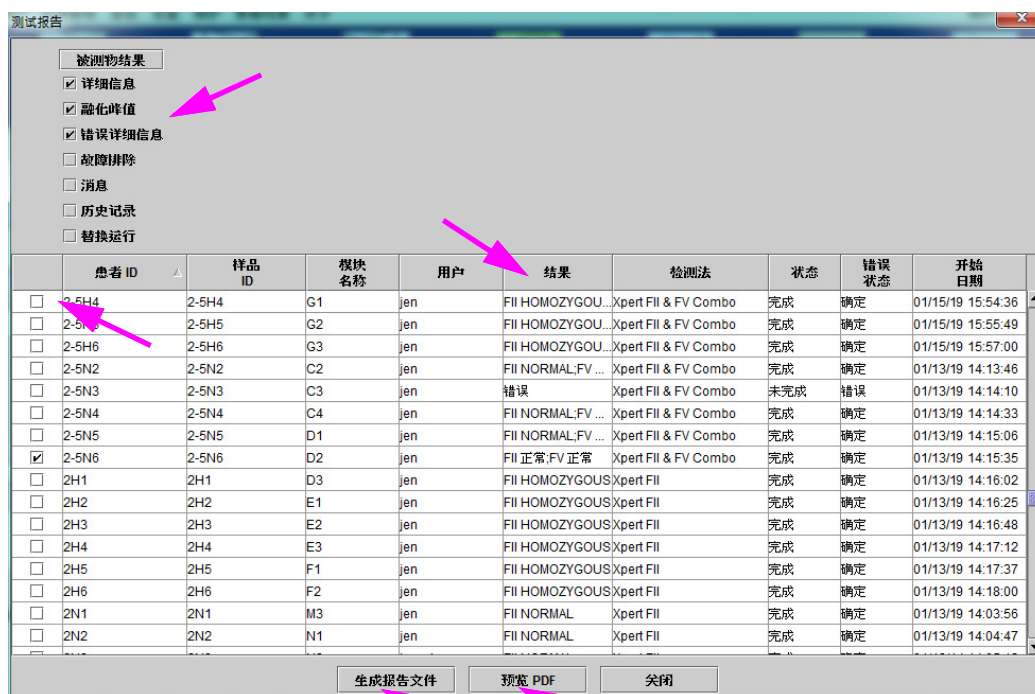 测试报告
被测物结果
详细信息
融化峰值
错误详细信息
故障排除
消息
历史记录
替换运行
患者 ID 样品 ID 模块 名称 用户 结果 检测法 状态 错误 状态 开始 日期
2-5H4 2-5H4 G1 jen FII HOMOZYGOU... Xpert FII & FV Combo 完成 确定 01/15/19 15:54:36
2-5H5 2-5H5 G2 jen FII HOMOZYGOU... Xpert FII & FV Combo 完成 确定 01/15/19 15:55:49
2-5H6 2-5H6 G3 jen FII HOMOZYGOU... Xpert FII & FV Combo 完成 确定 01/15/19 15:57:00
2-5N2 2-5N2 C2 jen FII NORMAL;FV ... Xpert FII & FV Combo 完成 确定 01/13/19 14:13:46
2-5N3 2-5N3 C3 jen 错误 Xpert FII & FV Combo 未完成 错误 01/13/19 14:14:10
2-5N4 2-5N4 C4 jen FII NORMAL;FV ... Xpert FII & FV Combo 完成 确定 01/13/19 14:14:33
2-5N5 2-5N5 D1 jen FII NORMAL;FV ... Xpert FII & FV Combo 完成 确定 01/13/19 14:15:06
2-5N6 2-5N6 D2 jen FII 正常;FV 正常 Xpert FII & FV Combo 完成 确定 01/13/19 14:15:35
2H1 2H1 D3 jen FII HOMOZYGOUS Xpert FII 完成 确定 01/13/19 14:16:02
2H2 2H2 E1 jen FII HOMOZYGOUS Xpert FII 完成 确定 01/13/19 14:16:25
2H3 2H3 E2 jen FII HOMOZYGOUS Xpert FII 完成 确定 01/13/19 14:16:48
2H4 2H4 E3 jen FII HOMOZYGOUS Xpert FII 完成 确定 01/13/19 14:17:12
2H5 2H5 F1 jen FII HOMOZYGOUS Xpert FII 完成 确定 01/13/19 14:17:37
2H6 2H6 F2 jen FII HOMOZYGOUS Xpert FII 完成 确定 01/13/19 14:18:00
2N1 2N1 M3 jen FII NORMAL Xpert FII 完成 确定 01/13/19 14:03:56
2N2 2N2 N1 jen FII NORMAL Xpert FII 完成 确定 01/13/19 14:04:47
生成报告文件 预览 PDF 关闭